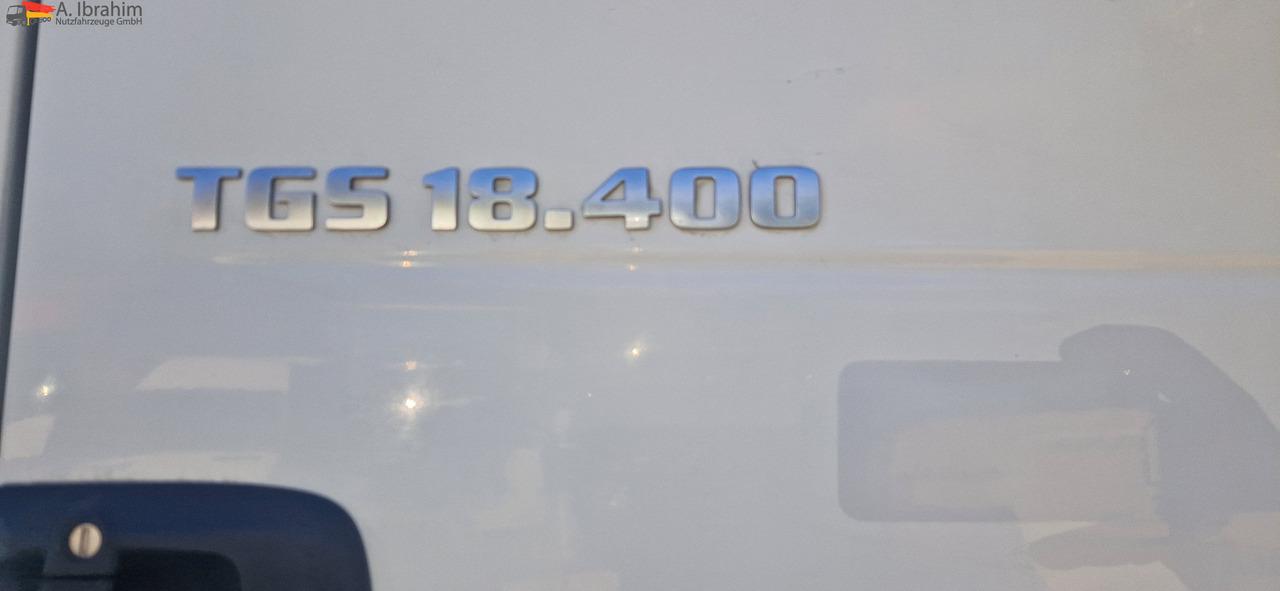 A. Ibrahim
Nutzfahrzeuge GmbH
TGS 18.400